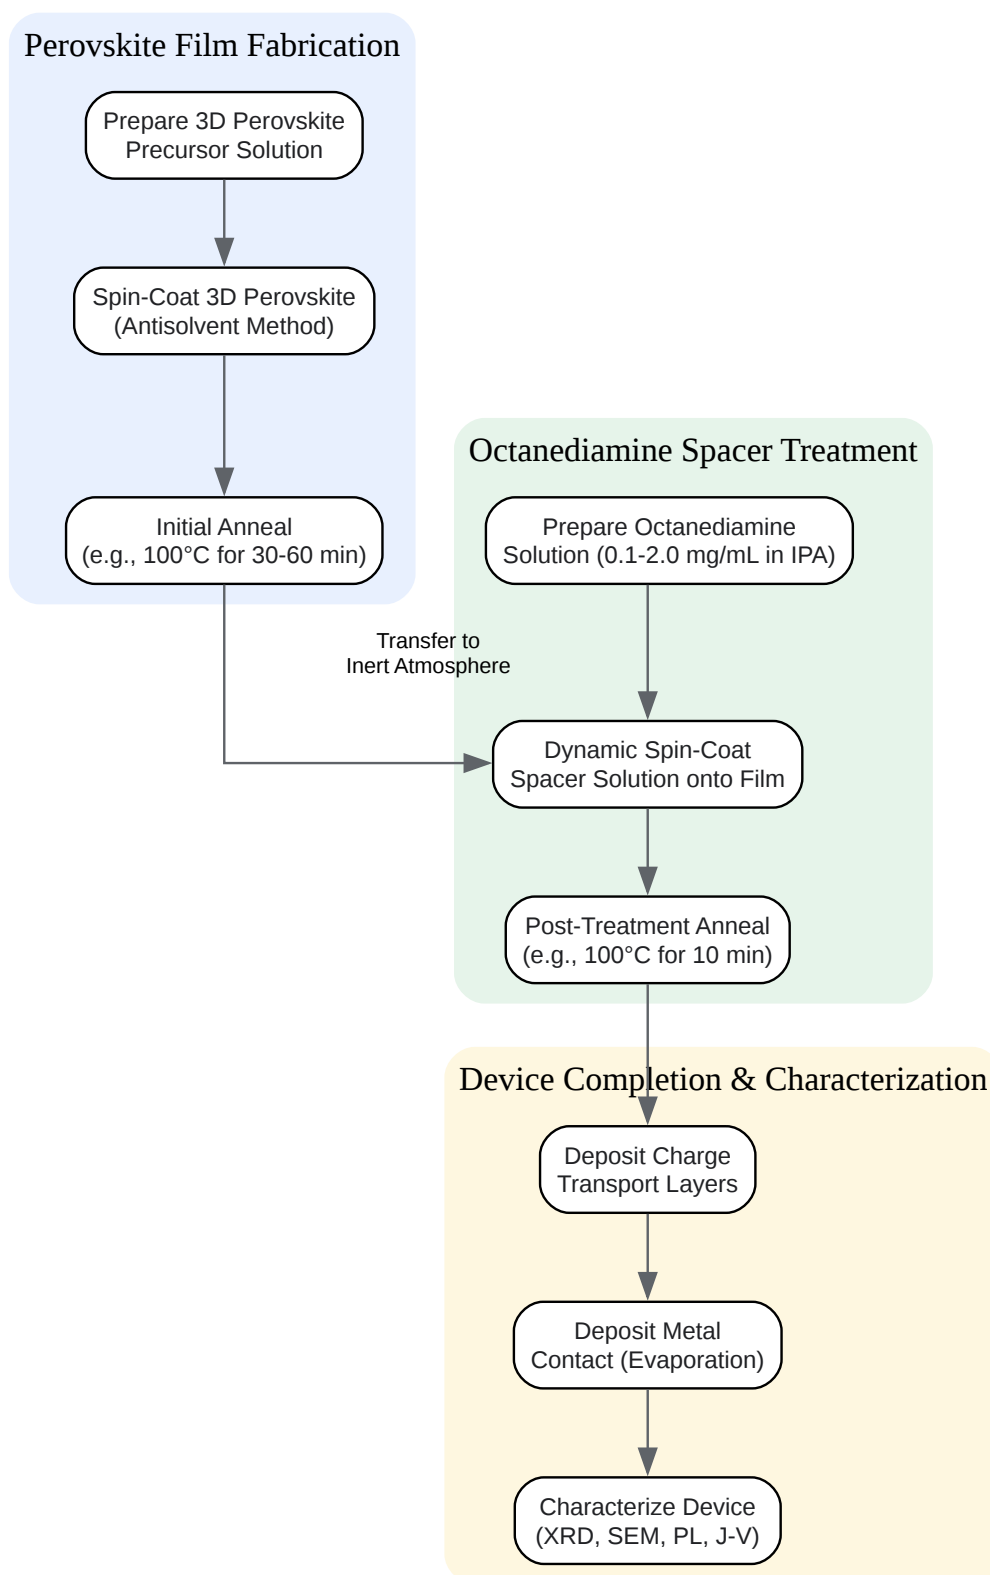 Perovskite Film Fabrication
Prepare 3D Perovskite
Precursor Solution
Spin-Coat 3D Perovskite
(Antisolvent Method)
Initial Anneal
(e.g., 100°C for 30-60 min)
Transfer to
Inert Atmosphere
Octanediamine Spacer Treatment
Prepare Octanediamine
Solution (0.1-2.0 mg/mL in IPA)
Dynamic Spin-Coat
Spacer Solution onto Film
Post-Treatment Anneal
(e.g., 100°C for 10 min)
Device Completion & Characterization
Deposit Charge
Transport Layers
Deposit Metal
Contact (Evaporation)
Characterize Device
(XRD, SEM, PL, J-V)